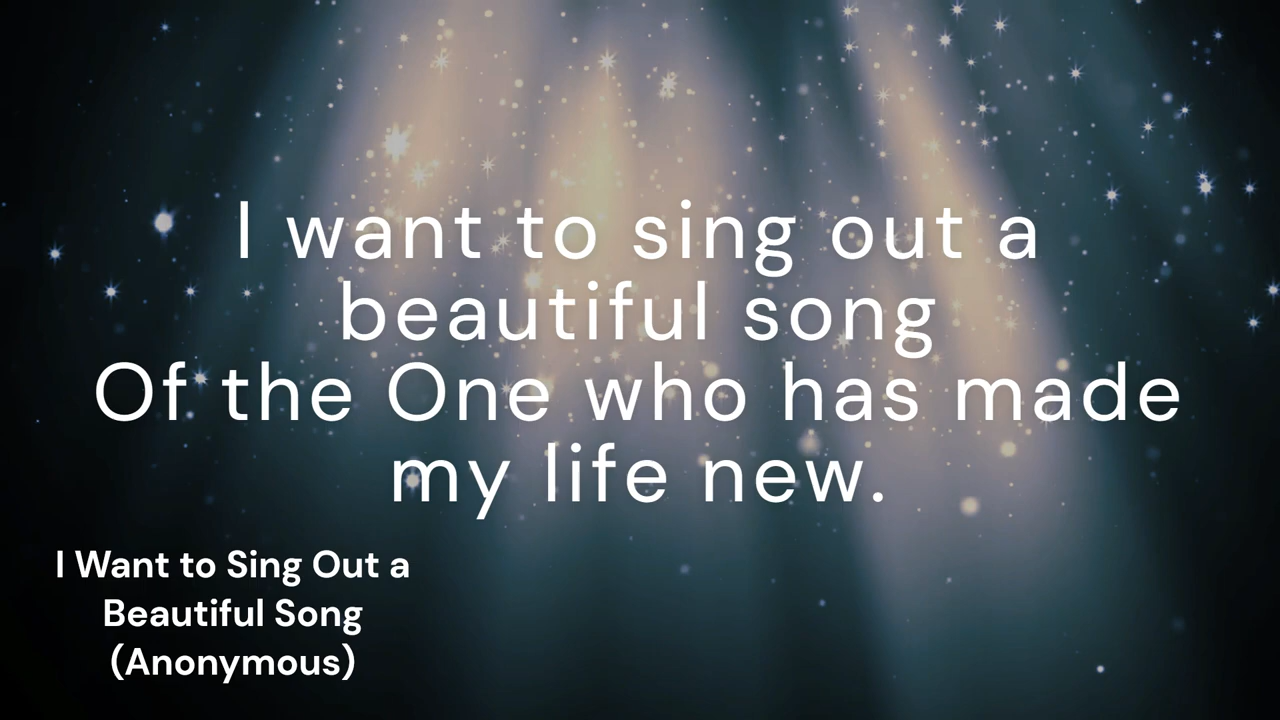 I want to sing out a
beautiful song
Of the One who has made
my life new.
I Want to Sing Out a
Beautiful Song
(Anonymous)